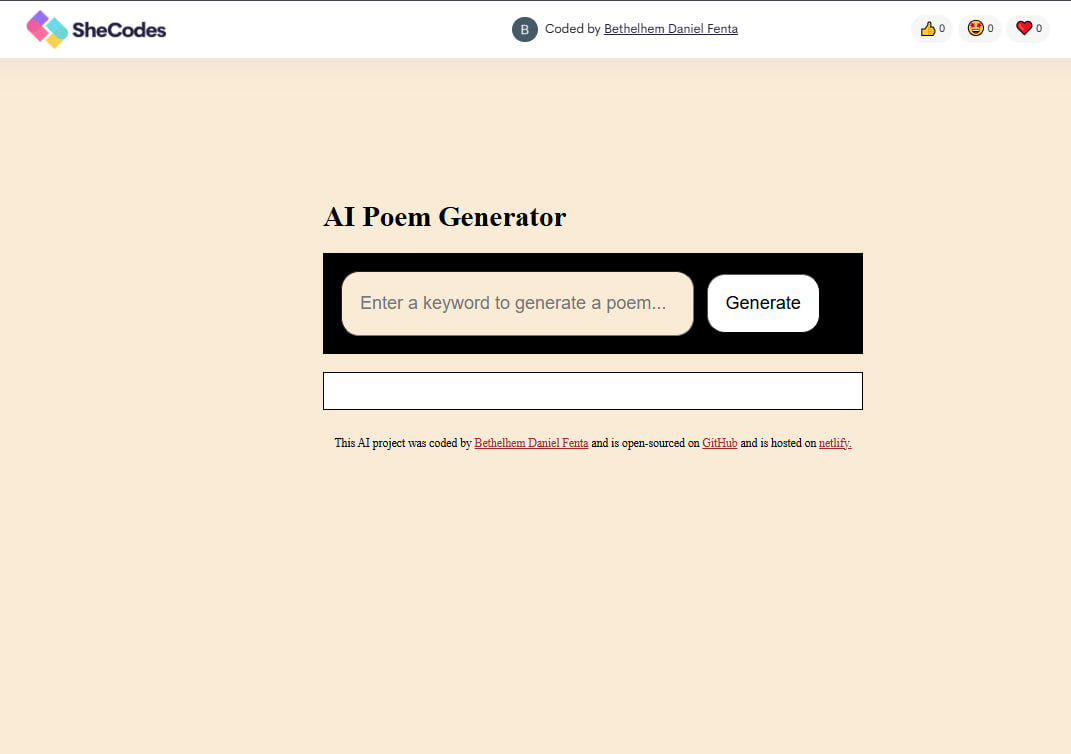 SheCodes
B Coded by Bethelhem Daniel Fenta
0 0 0
AI Poem Generator
Enter a keyword to generate a poem... Generate
This AI project was coded by Bethelhem Daniel Fenta and is open-sourced on GitHub and is hosted on netlify.